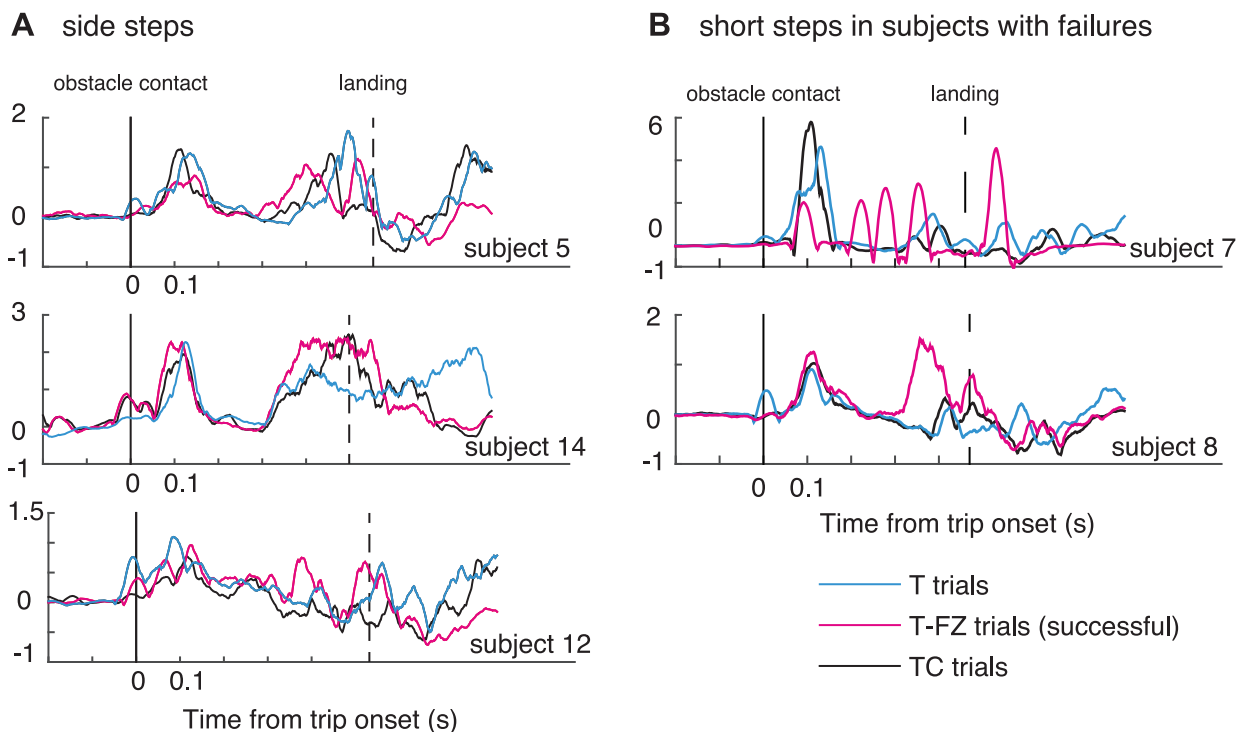 A side steps
obstacle contact landing
2
1
0
-1
subject 5
0 0.1
3
0
-1
subject 14
0 0.1
1.5
0
-1
subject 12
0 0.1
Time from trip onset (s)
B short steps in subjects with failures
obstacle contact landing
6
0
-1
subject 7
2
1
0
-1
subject 8
0 0.1
Time from trip onset (s)
T trials
T-FZ trials (successful)
TC trials